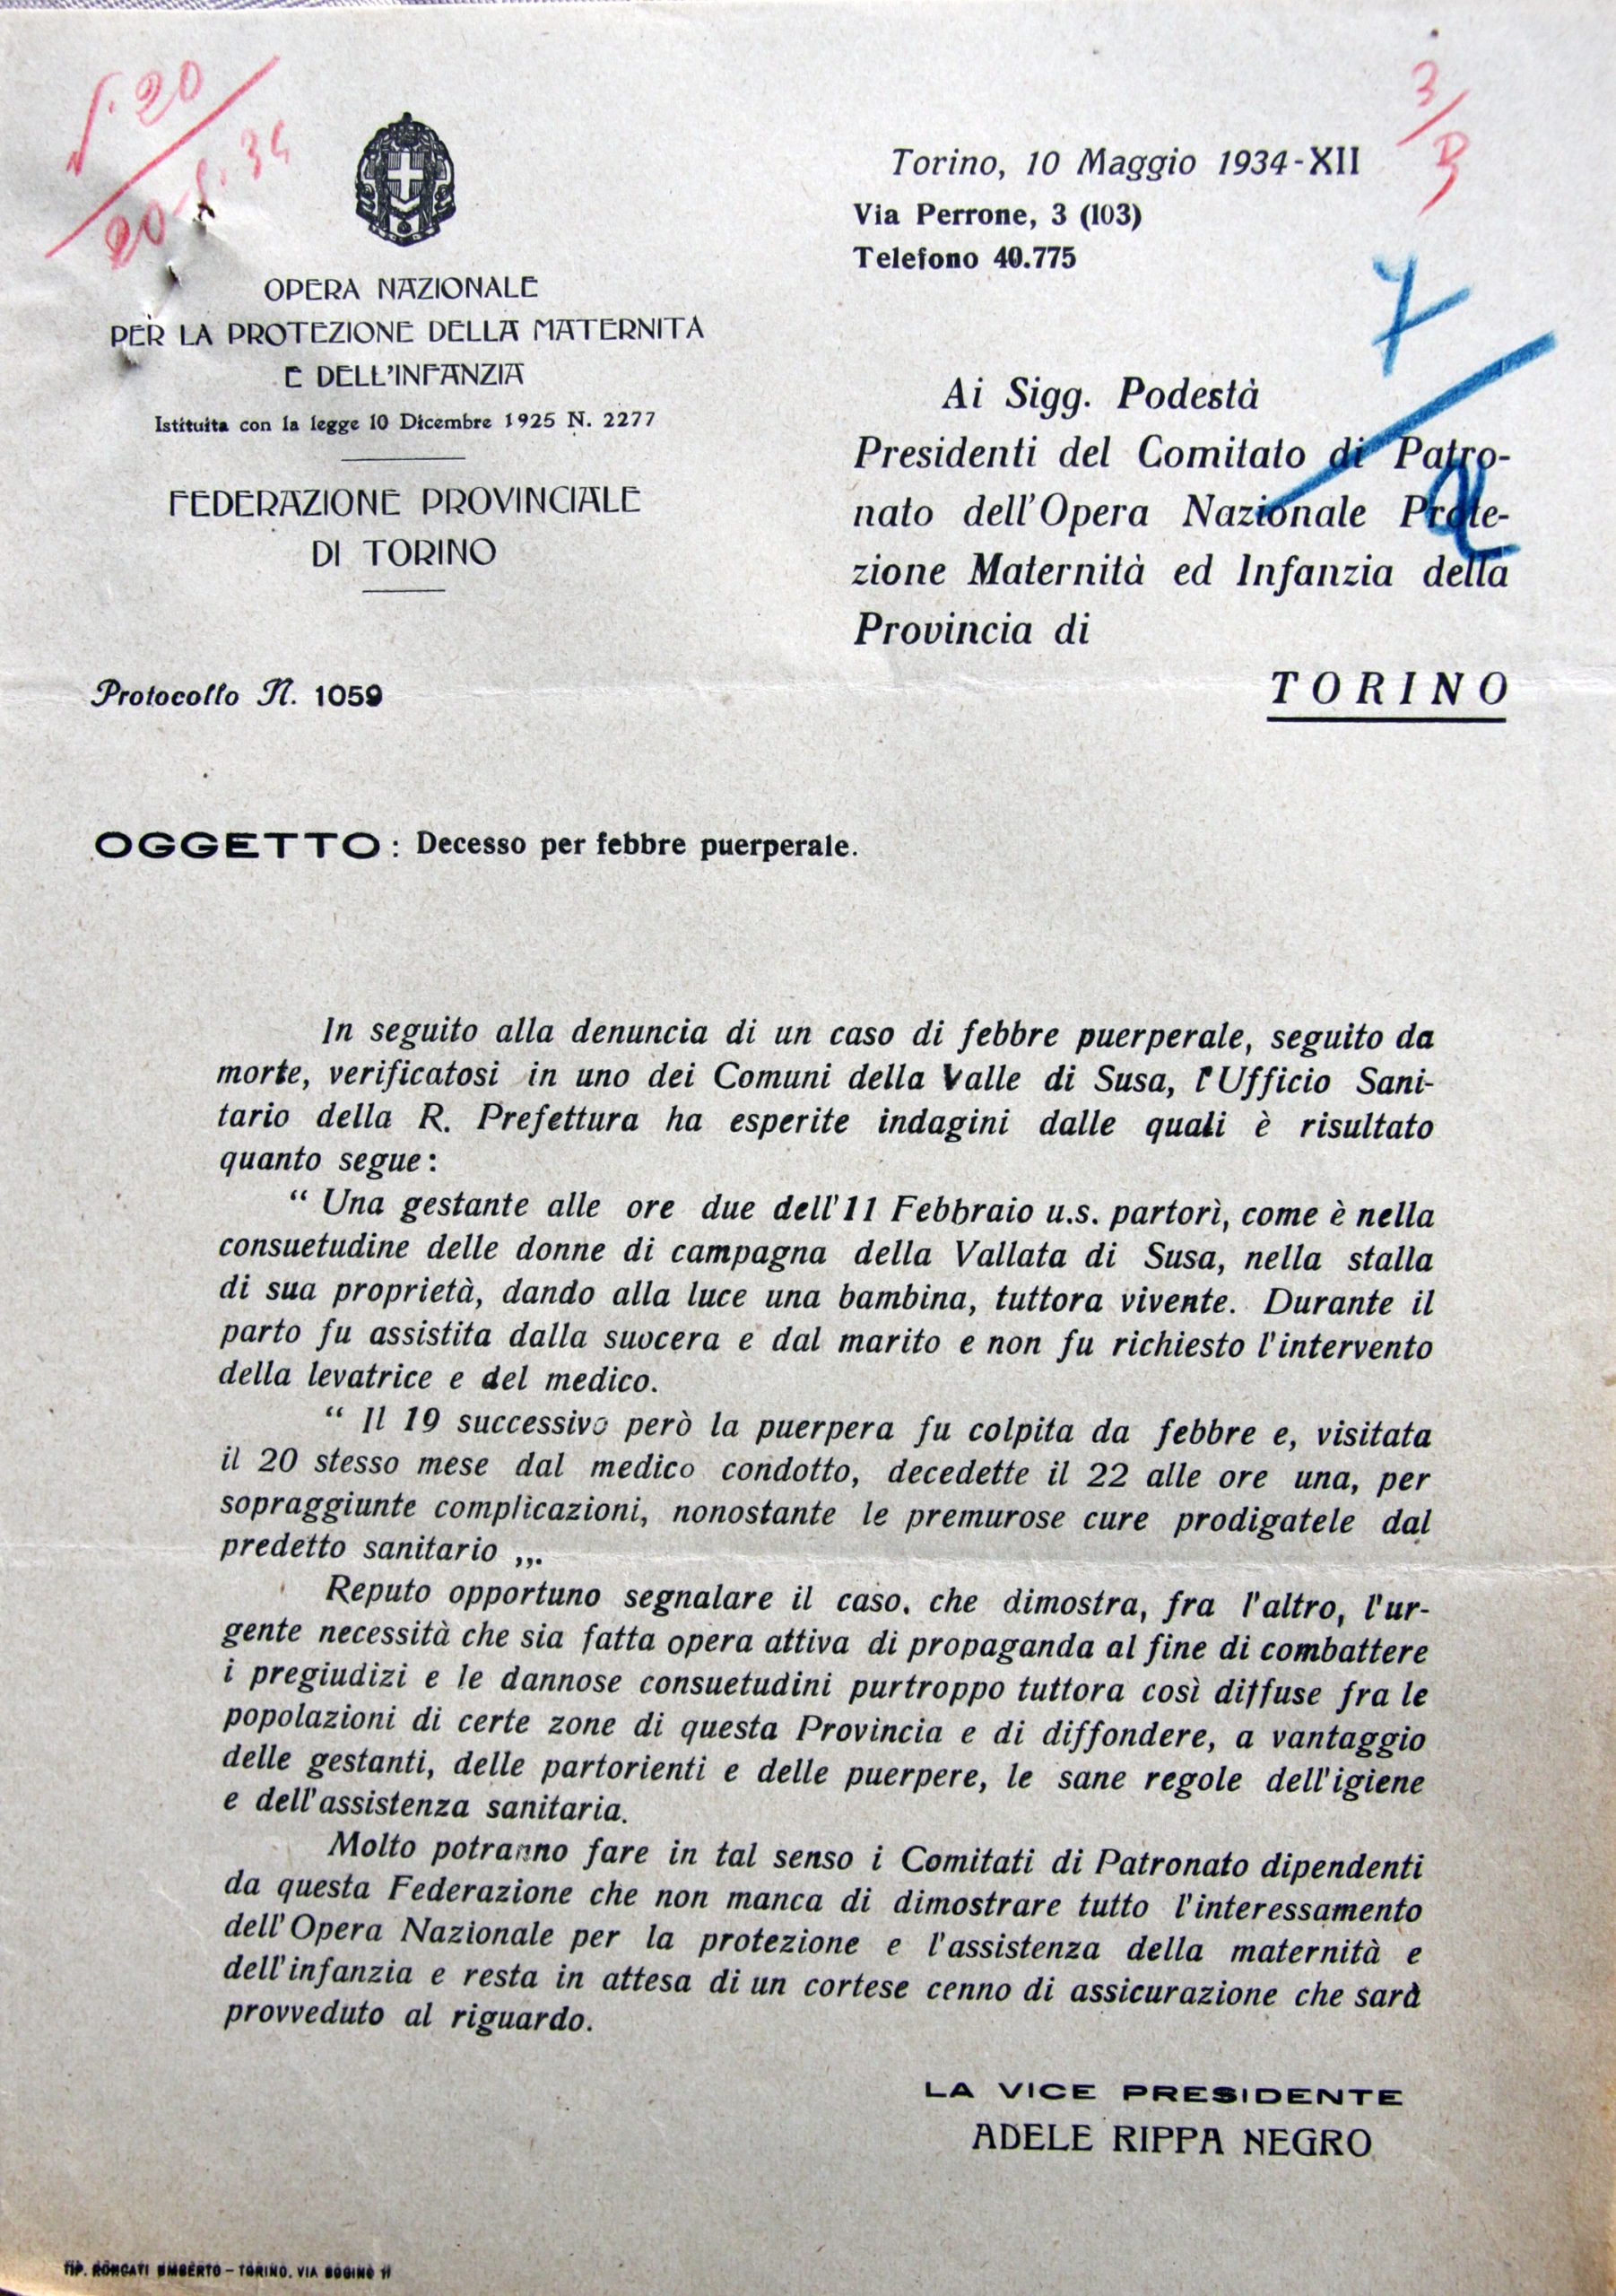 20
3
Torino, 10 Maggio 1934-XII
Via Perrone, 3 (103)
Telefono 40.775
OPERA NAZIONALE
PER LA PROTEZIONE DELLA MATERNITÀ
E DELL'INFANZIA
Istituita con la legge 10 Dicembre 1925 N. 2277
FEDERAZIONE PROVINCIALE
DI TORINO
7
Ai Sigg. Podestà
Presidenti del Comitato di Patro-
nato dell'Opera Nazionale Prote-
zione Maternità ed Infanzia della
Provincia di
TORINO
Protocollo N. 1059
OGGETTO: Decesso per febbre puerperale.
In seguito alla denuncia di un caso di febbre puerperale, seguito da
morte, verificatosi in uno dei Comuni della Valle di Susa, l'Ufficio Sani-
tario della R. Prefettura ha esperite indagini dalle quali è risultato
quanto segue:
“ Una gestante alle ore due dell'11 Febbraio u.s. partorì, come è nella
consuetudine delle donne di campagna della Vallata di Susa, nella stalla
di sua proprietà, dando alla luce una bambina, tuttora vivente. Durante il
parto fu assistita dalla suocera e dal marito e non fu richiesto l'intervento
della levatrice e del medico.
“ Il 19 successivo però la puerpera fu colpita da febbre e, visitata
il 20 stesso mese dal medico condotto, decedette il 22 alle ore una, per
sopraggiunte complicazioni, nonostante le premurose cure prodigatele dal
predetto sanitario „.
Reputo opportuno segnalare il caso, che dimostra, fra l'altro, l'ur-
gente necessità che sia fatta opera attiva di propaganda al fine di combattere
i pregiudizi e le dannose consuetudini purtroppo tuttora così diffuse fra le
popolazioni di certe zone di questa Provincia e di diffondere, a vantaggio
delle gestanti, delle partorienti e delle puerpere, le sane regole dell'igiene
e dell'assistenza sanitaria.
Molto potranno fare in tal senso i Comitati di Patronato dipendenti
da questa Federazione che non manca di dimostrare tutto l'interessamento
dell'Opera Nazionale per la protezione e l'assistenza della maternità e
dell'infanzia e resta in attesa di un cortese cenno di assicurazione che sarà
provveduto al riguardo.
LA VICE PRESIDENTE
ADELE RIPPA NEGRO
TIP. RONCATI UMBERTO – TORINO, VIA BOGINO 11